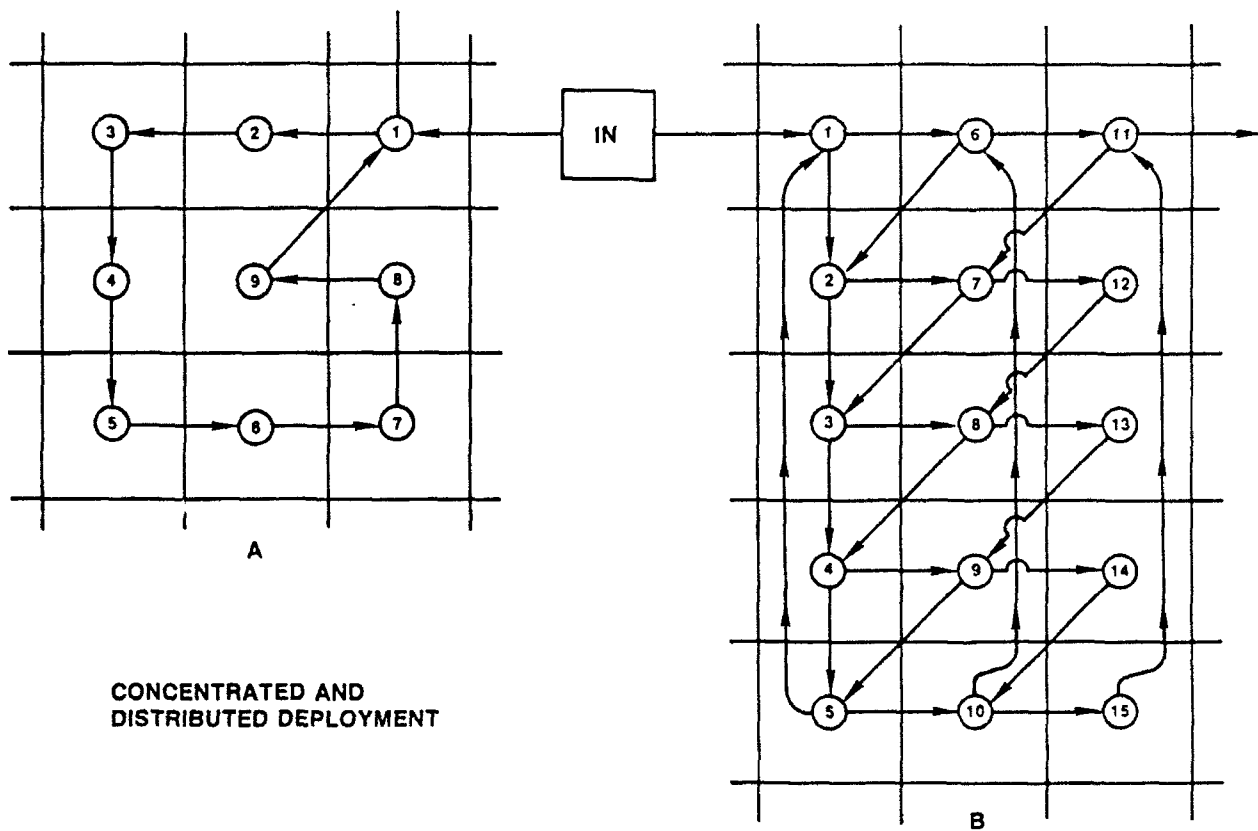 3 2 1 IN 1 6 11
4 9 8 2 7 12
5 6 7 3 8 13
A
4 9 14
CONCENTRATED AND
DISTRIBUTED DEPLOYMENT
5 10 15
B